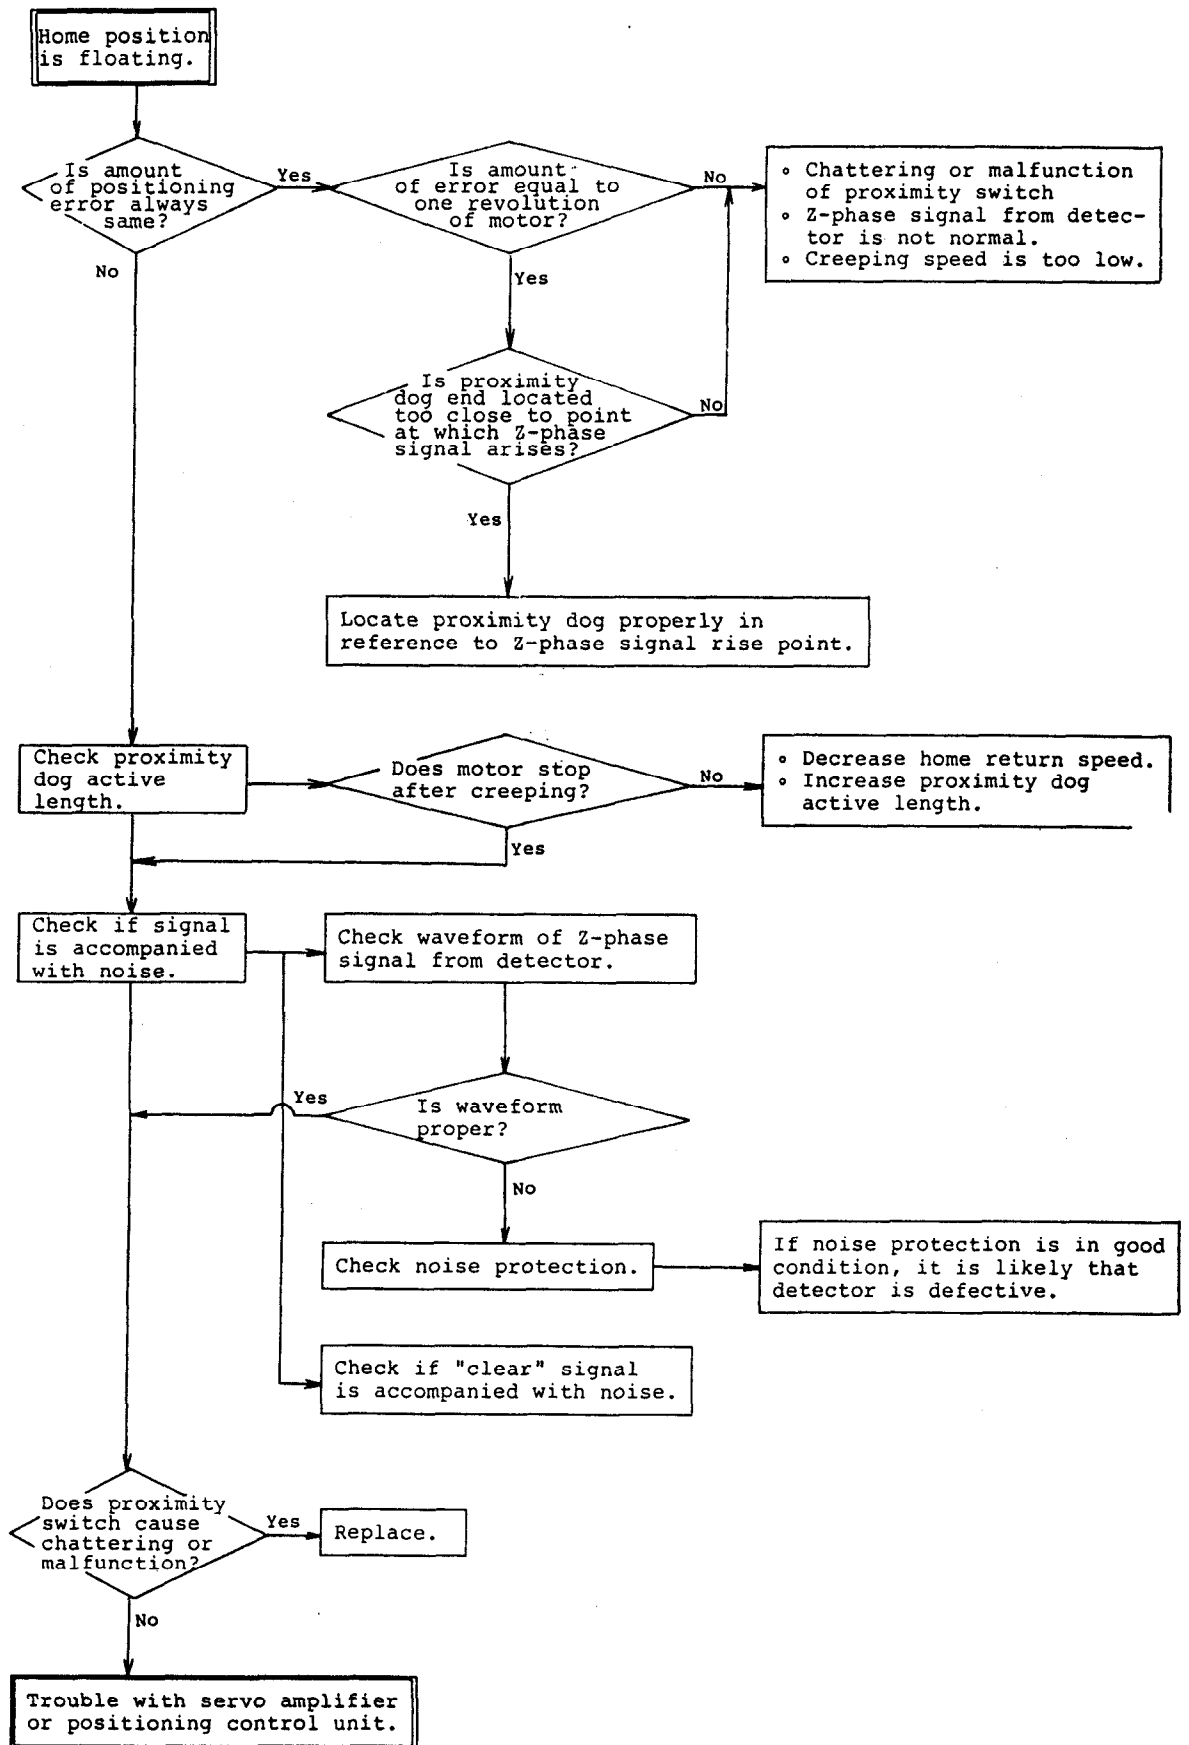 Home position
is floating.
Is amount
of positioning
error always
same?
Yes
Is amount
of error equal to
one revolution
of motor?
No
◦ Chattering or malfunction
of proximity switch
◦ Z-phase signal from detec-
tor is not normal.
◦ Creeping speed is too low.
No
Yes
Is proximity
dog end located
too close to point
at which Z-phase
signal arises?
No
Yes
Locate proximity dog properly in
reference to Z-phase signal rise point.
Check proximity
dog active
length.
Does motor stop
after creeping?
No
◦ Decrease home return speed.
◦ Increase proximity dog
active length.
Yes
Check if signal
is accompanied
with noise.
Check waveform of Z-phase
signal from detector.
Yes
Is waveform
proper?
No
Check noise protection.
If noise protection is in good
condition, it is likely that
detector is defective.
Check if "clear" signal
is accompanied with noise.
Does proximity
switch cause
chattering or
malfunction?
Yes
Replace.
No
Trouble with servo amplifier
or positioning control unit.